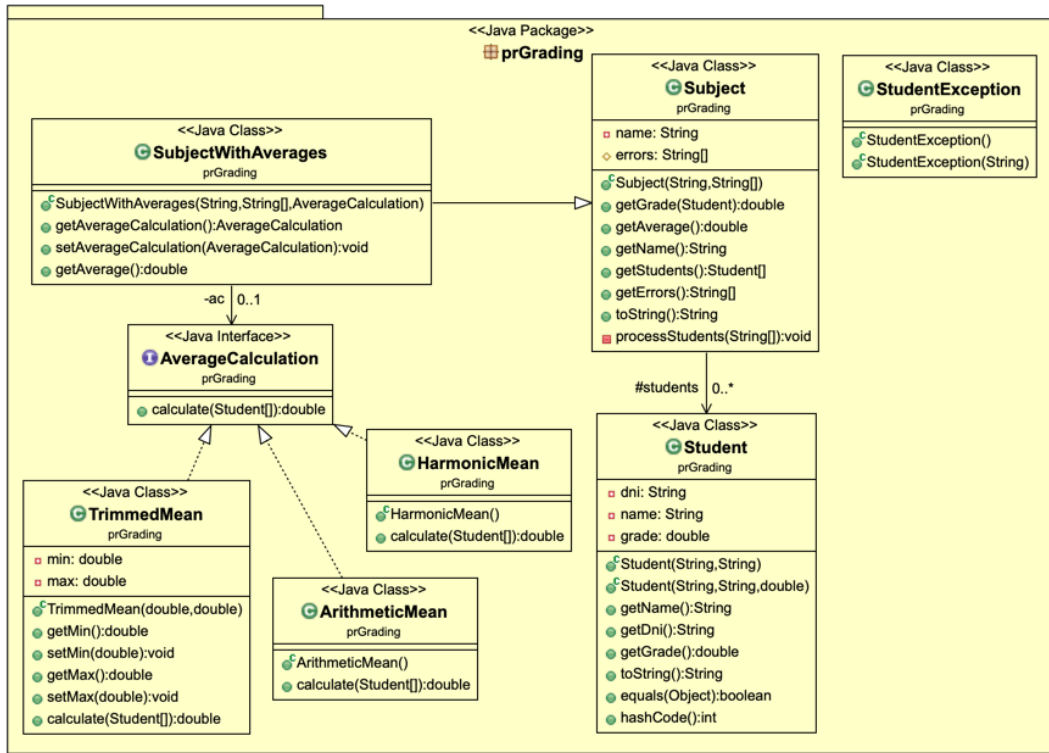 <<Java Package>>
prGrading
<<Java Class>>
SubjectWithAverages
prGrading
SubjectWithAverages(String,String[],AverageCalculation)
getAverageCalculation():AverageCalculation
setAverageCalculation(AverageCalculation):void
getAverage():double
<<Java Class>>
Subject
prGrading
name: String
errors: String[]
Subject(String,String[])
getGrade(Student):double
getAverage():double
getName():String
getStudents():Student[]
getErrors():String[]
toString():String
processStudents(String[]):void
<<Java Class>>
StudentException
prGrading
StudentException()
StudentException(String)
-ac 0..1
<<Java Interface>>
AverageCalculation
prGrading
calculate(Student[]):double
#students 0..*
<<Java Class>>
TrimmedMean
prGrading
min: double
max: double
TrimmedMean(double,double)
getMin():double
setMin(double):void
getMax():double
setMax(double):void
calculate(Student[]):double
<<Java Class>>
HarmonicMean
prGrading
HarmonicMean()
calculate(Student[]):double
<<Java Class>>
ArithmeticMean
prGrading
ArithmeticMean()
calculate(Student[]):double
<<Java Class>>
Student
prGrading
dni: String
name: String
grade: double
Student(String,String)
Student(String,String,double)
getName():String
getDni():String
getGrade():double
toString():String
equals(Object):boolean
hashCode():int